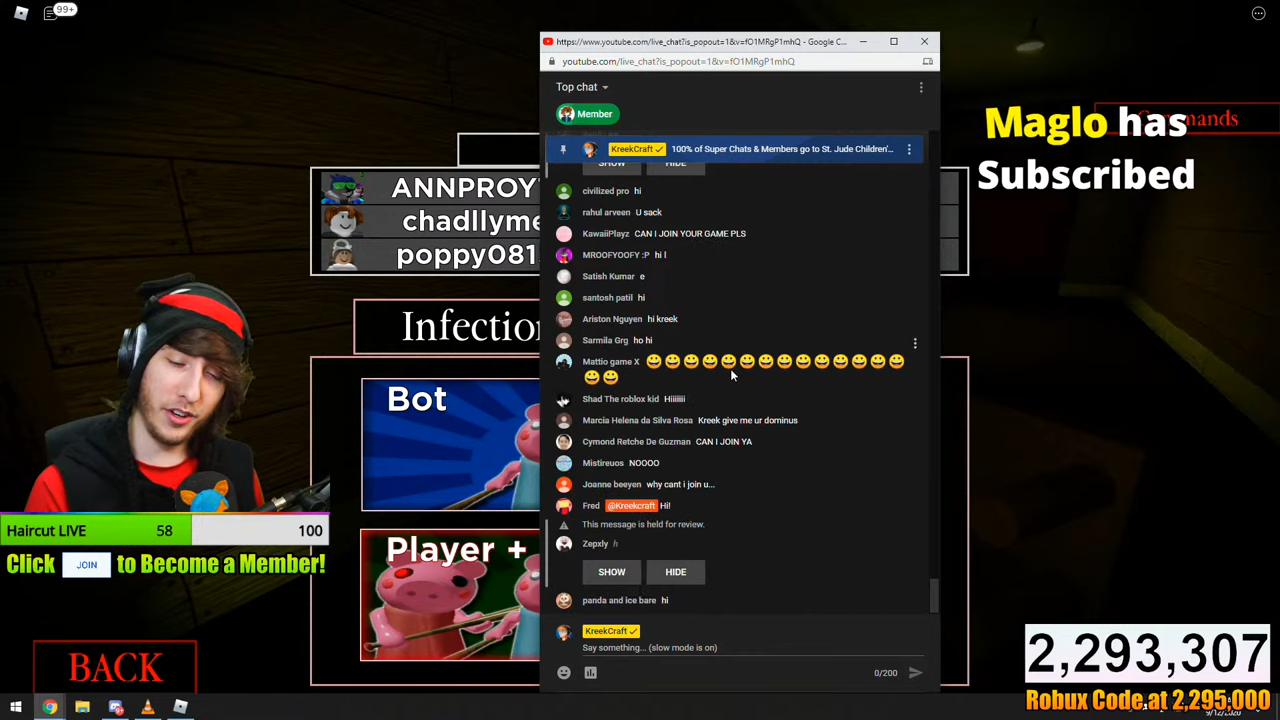 99+
https://www.youtube.com/live_chat?is_popout=1&v=fO1MRgP1mhQ - Google C...
youtube.com/live_chat?is_popout=1&v=fO1MRgP1mhQ
Top chat
Member
KreekCraft 100% of Super Chats & Members go to St. Jude Children'...
SHOW HIDE
civilized pro hi
rahul arveen U sack
KawaiiPlayz CAN I JOIN YOUR GAME PLS
MROOFYOOFY :P hi l
Satish Kumar e
santosh patil hi
Ariston Nguyen hi kreek
Sarmila Grg ho hi
Mattio game X 😀😀😀😀😀😀😀😀😀😀😀😀😀😀
😀😀
Shad The roblox kid Hiiiiiii
Marcia Helena da Silva Rosa Kreek give me ur dominus
Cymond Retche De Guzman CAN I JOIN YA
Mistireuos NOOOO
Joanne beeyen why cant i join u...
Fred @Kreekcraft Hi!
This message is held for review.
Zepxly h
SHOW HIDE
panda and ice bare hi
KreekCraft
Say something... (slow mode is on)
0/200
Maglo has
Subscribed
ANNPROY
chadllyme
poppy081
Infection
Bot
Player +
BACK
Haircut LIVE 58 100
Click JOIN to Become a Member!
2,293,307
Robux Code at 2,295,000